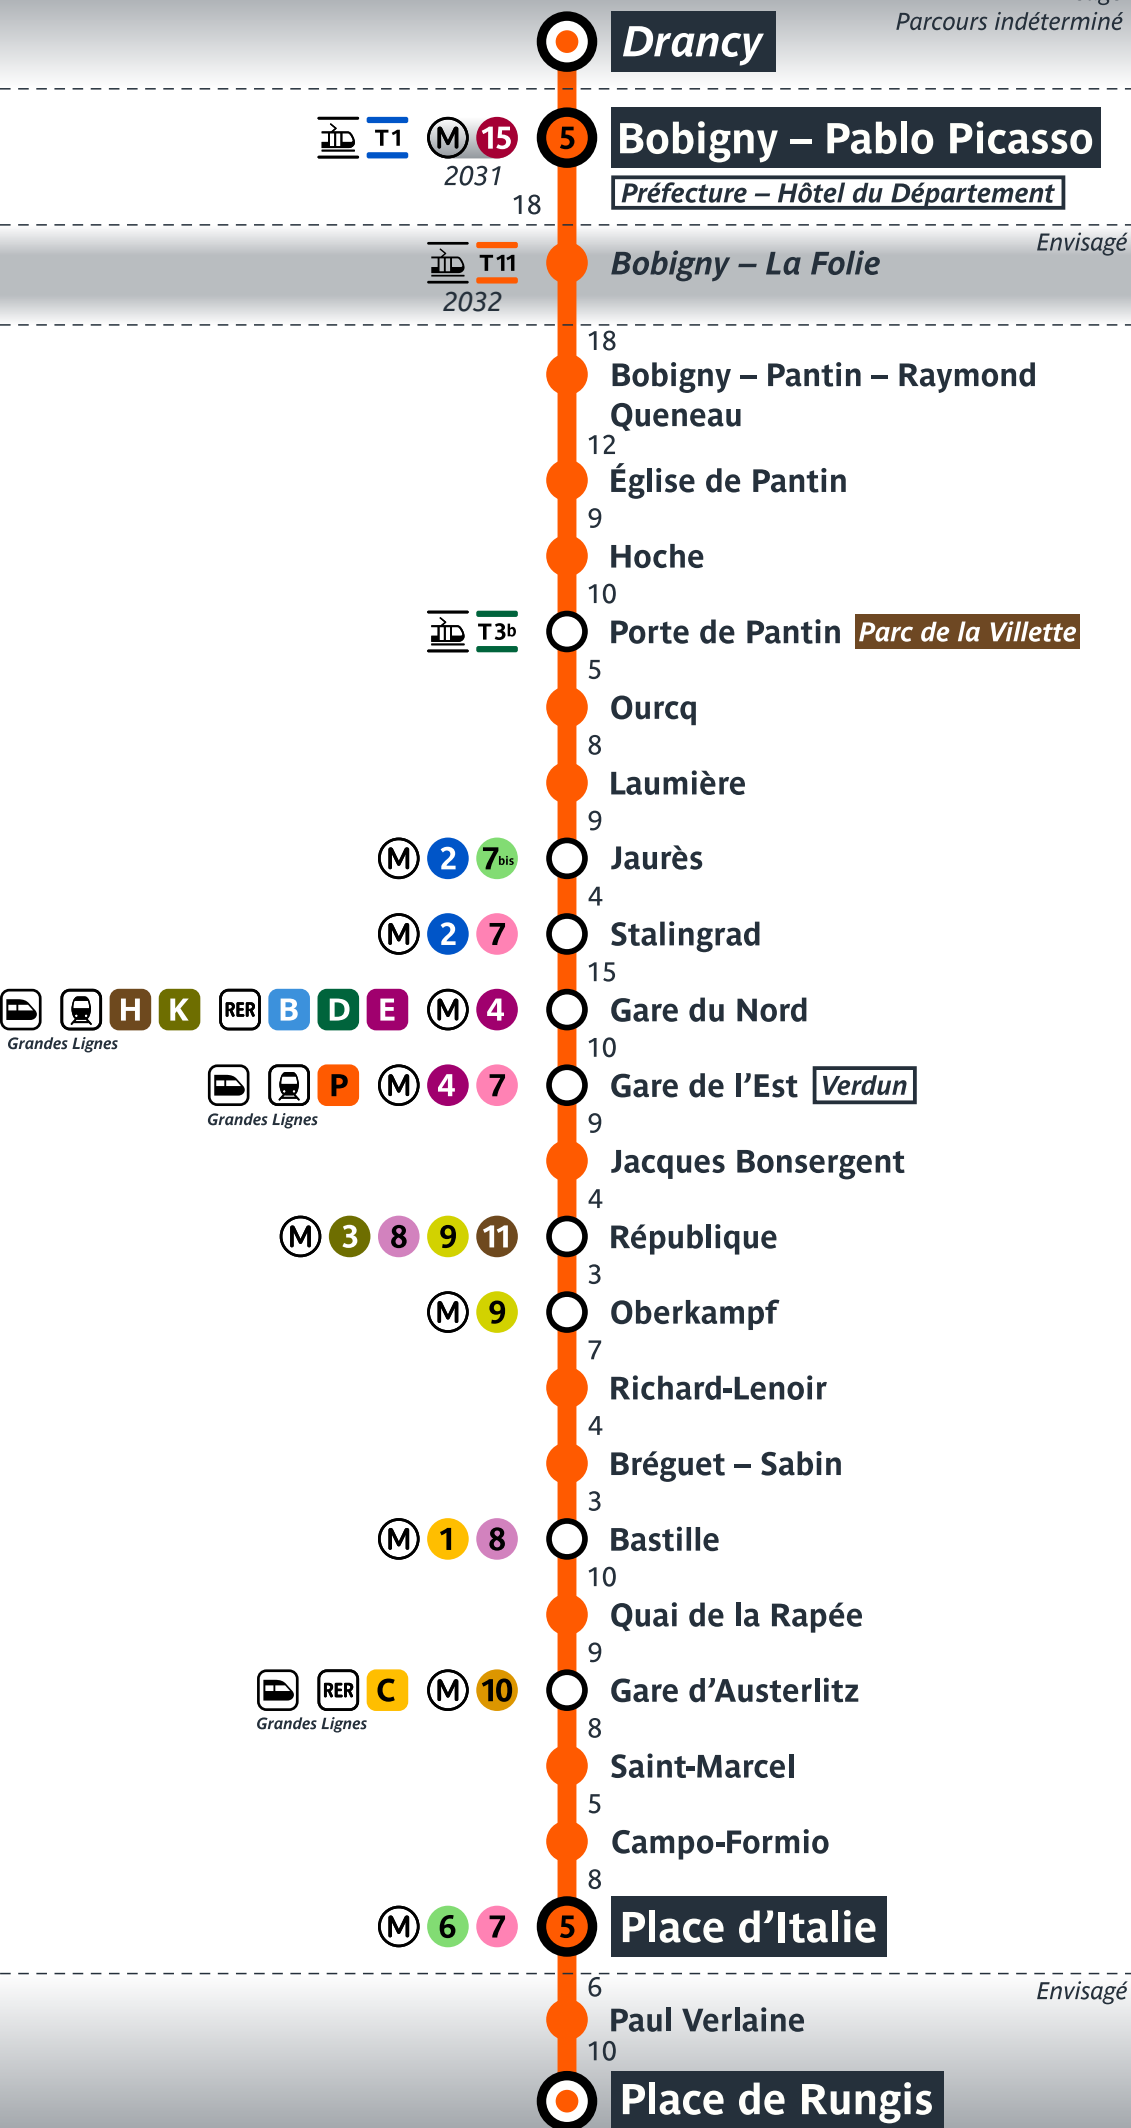 Parcours indéterminé
Drancy
T1 M 15 5 Bobigny – Pablo Picasso
2031
Préfecture – Hôtel du Département
18
Envisagé
T11 Bobigny – La Folie
2032
18
Bobigny – Pantin – Raymond
Queneau
12
Église de Pantin
9
Hoche
10
T3b Porte de Pantin Parc de la Villette
5
Ourcq
8
Laumière
9
M 2 7bis Jaurès
4
M 2 7 Stalingrad
15
H K RER B D E M 4 Gare du Nord
Grandes Lignes
10
P M 4 7 Gare de l’Est Verdun
Grandes Lignes
9
Jacques Bonsergent
4
M 3 8 9 11 République
3
M 9 Oberkampf
7
Richard-Lenoir
4
Bréguet – Sabin
3
M 1 8 Bastille
10
Quai de la Rapée
9
RER C M 10 Gare d’Austerlitz
Grandes Lignes
8
Saint-Marcel
5
Campo-Formio
8
M 6 7 5 Place d’Italie
6
Envisagé
Paul Verlaine
10
Place de Rungis